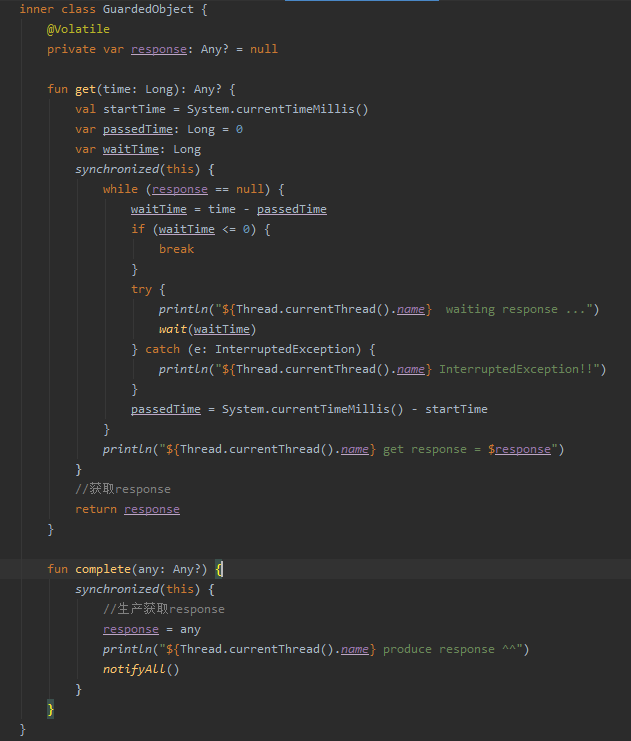 inner class GuardedObject {
@Volatile
private var response: Any? = null
fun get(time: Long): Any? {
val startTime = System.currentTimeMillis()
var passedTime: Long = 0
var waitTime: Long
synchronized(this) {
while (response == null) {
waitTime = time - passedTime
if (waitTime <= 0) {
break
}
try {
println("${Thread.currentThread().name}  waiting response ...")
wait(waitTime)
} catch (e: InterruptedException) {
println("${Thread.currentThread().name} InterruptedException!!")
}
passedTime = System.currentTimeMillis() - startTime
}
println("${Thread.currentThread().name} get response = $response")
}
//获取response
return response
}
fun complete(any: Any?) {
synchronized(this) {
//生产获取response
response = any
println("${Thread.currentThread().name} produce response ^^")
notifyAll()
}
}
}